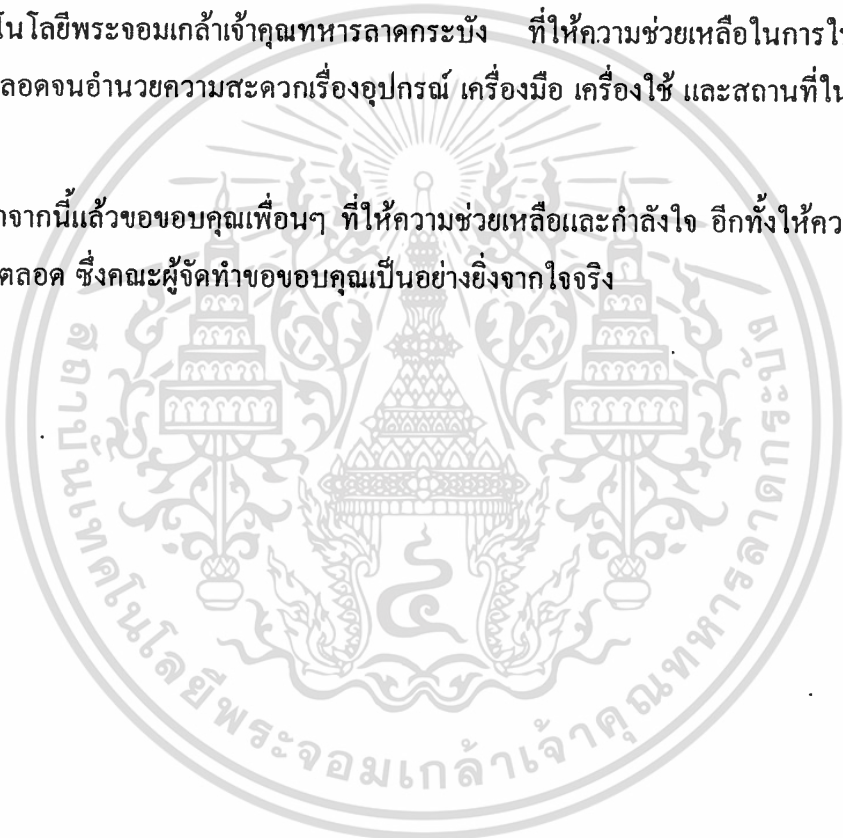 โนโลยีพระจอมเกล้าเจ้าคุณทหารลาดกระบัง ที่ให้ความช่วยเหลือในการใ
ลอดจนอำนวยความสะดวกเรื่องอุปกรณ์ เครื่องมือ เครื่องใช้ และสถานที่ใน
จากนี้แล้วขอขอบคุณเพื่อนๆ ที่ให้ความช่วยเหลือและกำลังใจ อีกทั้งให้คว
ตลอด ซึ่งคณะผู้จัดทำขอขอบคุณเป็นอย่างยิ่งจากใจจริง
สถาบันเทคโนโลยีพระจอมเกล้าเจ้าคุณทหารลาดกระบัง